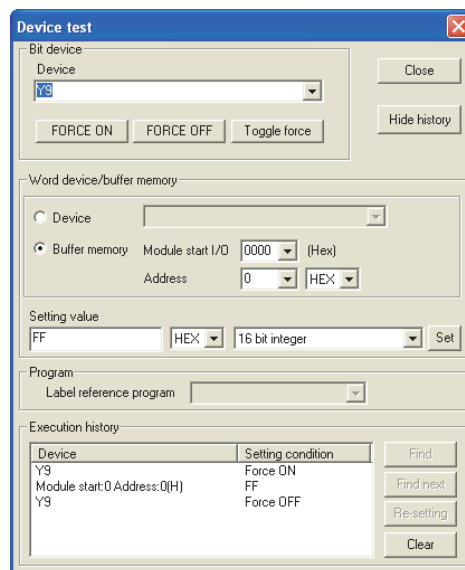 Device test
Bit device
Device
Y9
Close
FORCE ON FORCE OFF Toggle force
Hide history
Word device/buffer memory
Device
Buffer memory Module start I/O 0000 (Hex)
Address 0 HEX
Setting value
FF HEX 16 bit integer Set
Program
Label reference program
Execution history
Device Setting condition
Y9 Force ON
Module start:0 Address:0(H) FF
Y9 Force OFF
Find
Find next
Re-setting
Clear